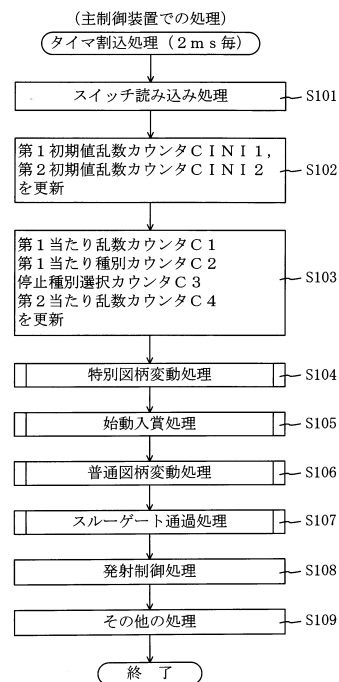 （主制御装置での処理）
タイマ割込処理（２ｍｓ毎）
スイッチ読み込み処理
S101
第１初期値乱数カウンタＣＩＮＩ１，
第２初期値乱数カウンタＣＩＮＩ２
を更新
S102
第１当たり乱数カウンタＣ１
第１当たり種別カウンタＣ２
停止種別選択カウンタＣ３
第２当たり乱数カウンタＣ４
を更新
S103
特別図柄変動処理
S104
始動入賞処理
S105
普通図柄変動処理
S106
スルーゲート通過処理
S107
発射制御処理
S108
その他の処理
S109
終　了